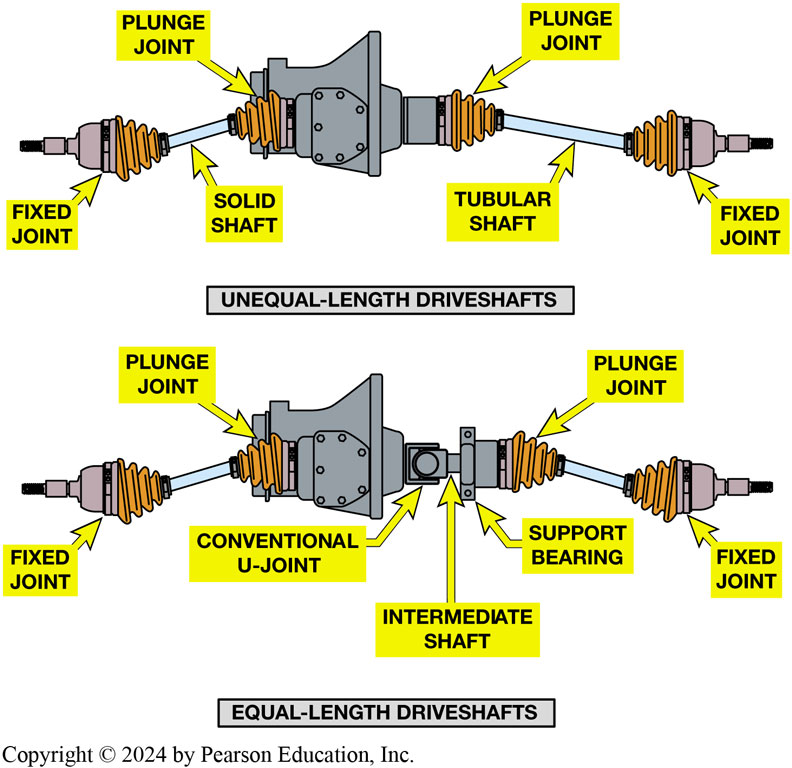 PLUNGE
JOINT
PLUNGE
JOINT
FIXED
JOINT
SOLID
SHAFT
TUBULAR
SHAFT
FIXED
JOINT
UNEQUAL-LENGTH DRIVESHAFTS
PLUNGE
JOINT
PLUNGE
JOINT
FIXED
JOINT
CONVENTIONAL
U-JOINT
SUPPORT
BEARING
FIXED
JOINT
INTERMEDIATE
SHAFT
EQUAL-LENGTH DRIVESHAFTS
Copyright © 2024 by Pearson Education, Inc.